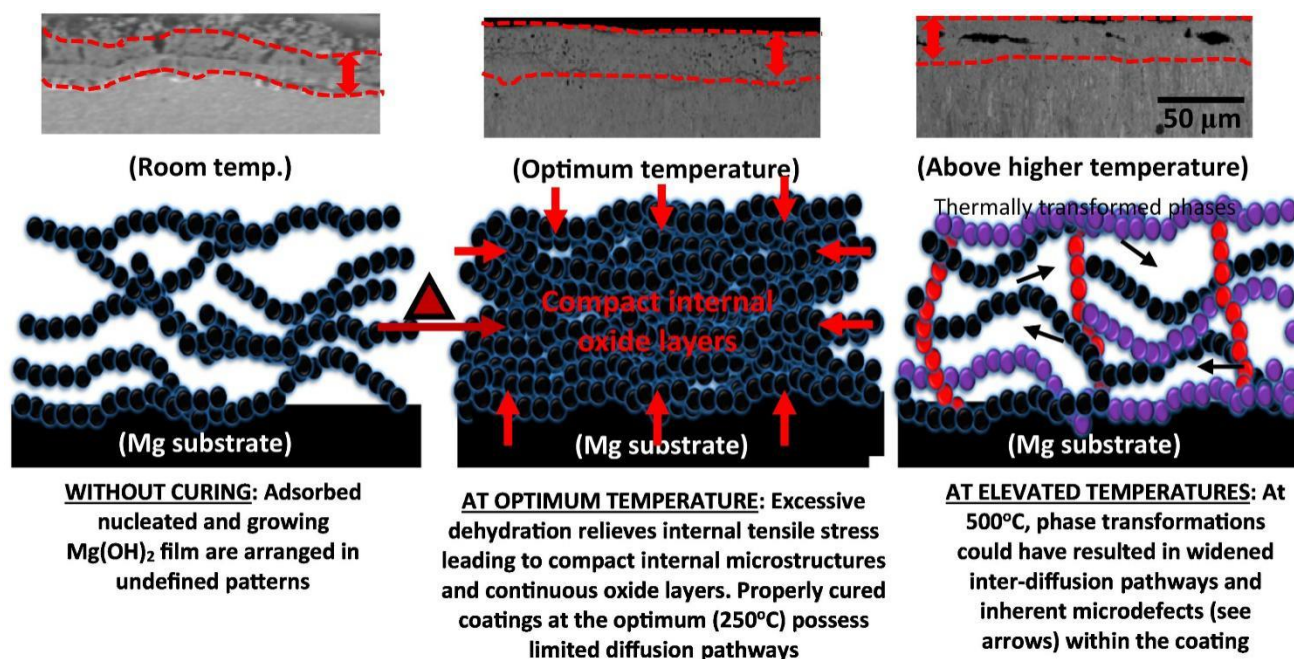 50 μm
(Room temp.)
(Optimum temperature)
(Above higher temperature)
Thermally transformed phases
Compact internal
oxide layers
(Mg substrate)
(Mg substrate)
(Mg substrate)
WITHOUT CURING: Adsorbed
nucleated and growing
Mg(OH)₂ film are arranged in
undefined patterns
AT OPTIMUM TEMPERATURE: Excessive
dehydration relieves internal tensile stress
leading to compact internal microstructures
and continuous oxide layers. Properly cured
coatings at the optimum (250°C) possess
limited diffusion pathways
AT ELEVATED TEMPERATURES: At
500°C, phase transformations
could have resulted in widened
inter-diffusion pathways and
inherent microdefects (see
arrows) within the coating